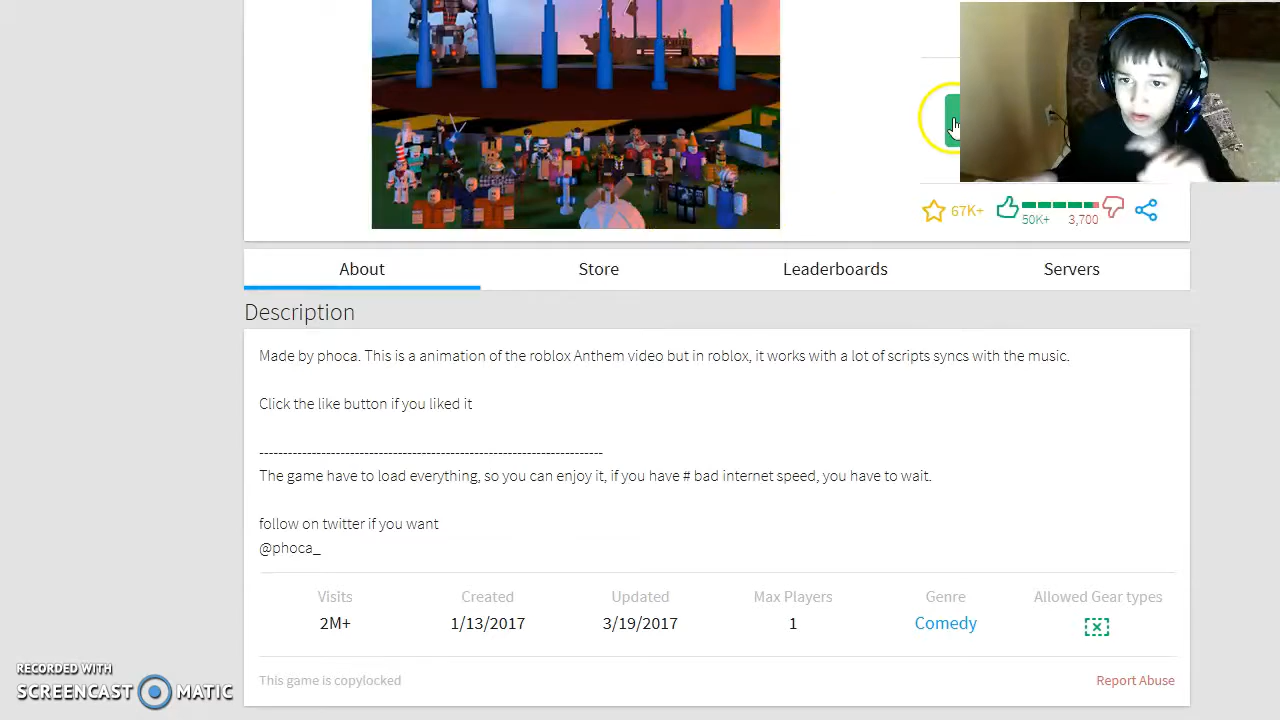 67K+
50K+
3,700
About
Store
Leaderboards
Servers
Description
Made by phoca. This is a animation of the roblox Anthem video but in roblox, it works with a lot of scripts syncs with the music.
Click the like button if you liked it
----------------------------------------------------------------------
The game have to load everything, so you can enjoy it, if you have # bad internet speed, you have to wait.
follow on twitter if you want
@phoca_
Visits
Created
Updated
Max Players
Genre
Allowed Gear types
2M+
1/13/2017
3/19/2017
1
Comedy
This game is copylocked
Report Abuse
RECORDED WITH
SCREENCAST MATIC